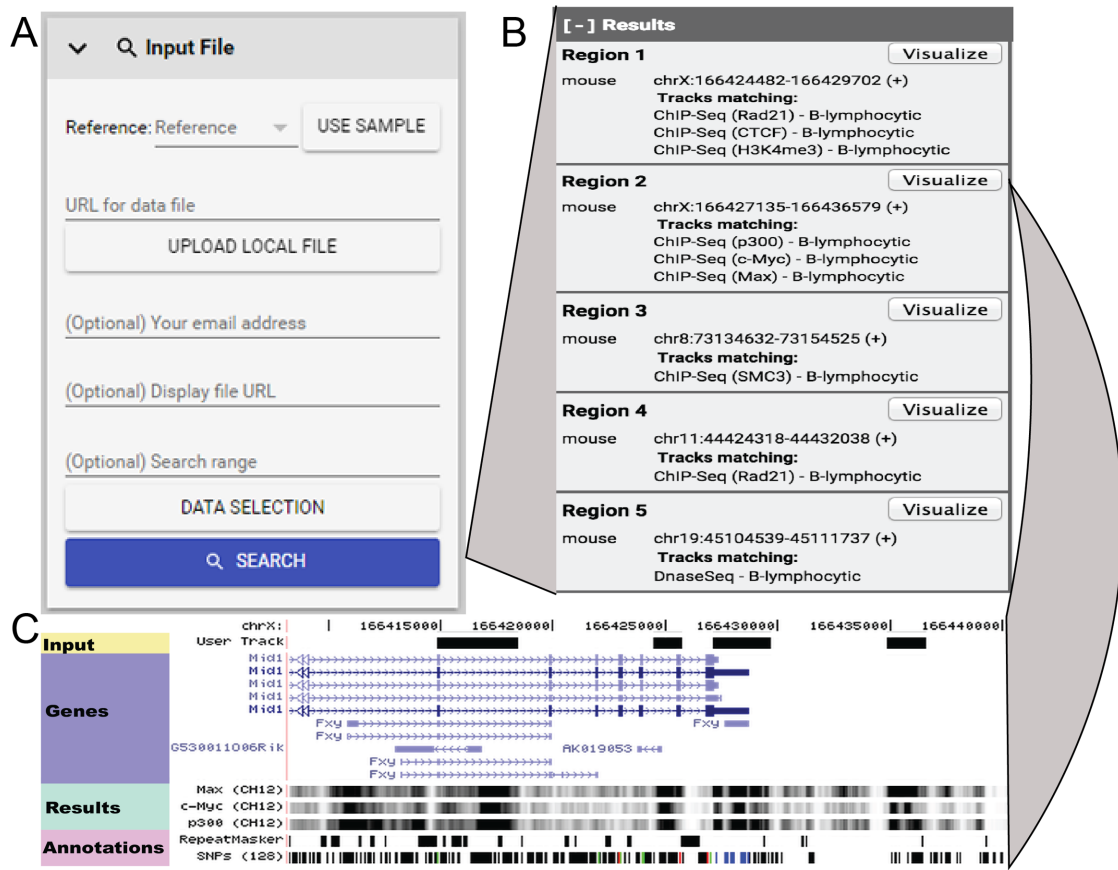 A
Input File
Reference: Reference
USE SAMPLE
URL for data file
UPLOAD LOCAL FILE
(Optional) Your email address
(Optional) Display file URL
(Optional) Search range
DATA SELECTION
SEARCH
B
[-] Results
Region 1 Visualize
mouse chrX:166424482-166429702 (+)
Tracks matching:
ChIP-Seq (Rad21) - B-lymphocytic
ChIP-Seq (CTCF) - B-lymphocytic
ChIP-Seq (H3K4me3) - B-lymphocytic
Region 2 Visualize
mouse chrX:166427135-166436579 (+)
Tracks matching:
ChIP-Seq (p300) - B-lymphocytic
ChIP-Seq (c-Myc) - B-lymphocytic
ChIP-Seq (Max) - B-lymphocytic
Region 3 Visualize
mouse chr8:73134632-73154525 (+)
Tracks matching:
ChIP-Seq (SMC3) - B-lymphocytic
Region 4 Visualize
mouse chr11:44424318-44432038 (+)
Tracks matching:
ChIP-Seq (Rad21) - B-lymphocytic
Region 5 Visualize
mouse chr19:45104539-45111737 (+)
Tracks matching:
DnaseSeq - B-lymphocytic
C
chrX: 166415000 166420000 166425000 166430000 166435000 166440000
Input User Track
Mid1
Mid1
Mid1
Mid1
Genes Mid1
Fxy Fxy
Fxy
G530011O06Rik AK019053
Fxy
Fxy
Max (CH12)
Results c-Myc (CH12)
p300 (CH12)
Annotations RepeatMasker
SNPs (128)